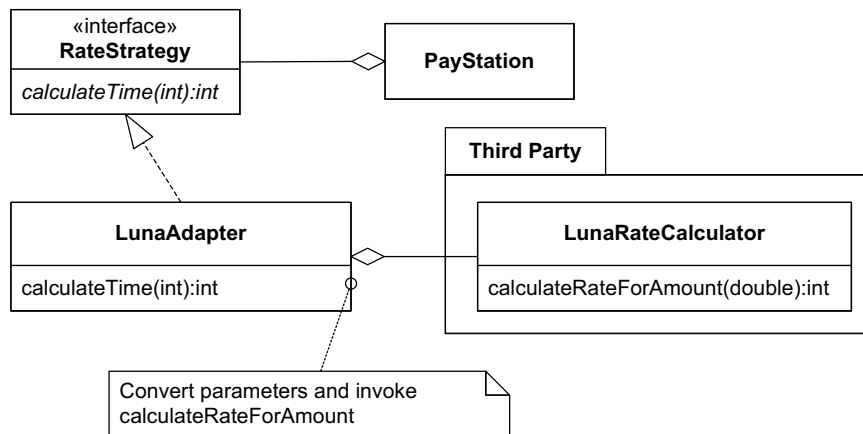 «interface»
RateStrategy
calculateTime(int):int
PayStation
Third Party
LunaAdapter
calculateTime(int):int
LunaRateCalculator
calculateRateForAmount(double):int
Convert parameters and invoke
calculateRateForAmount